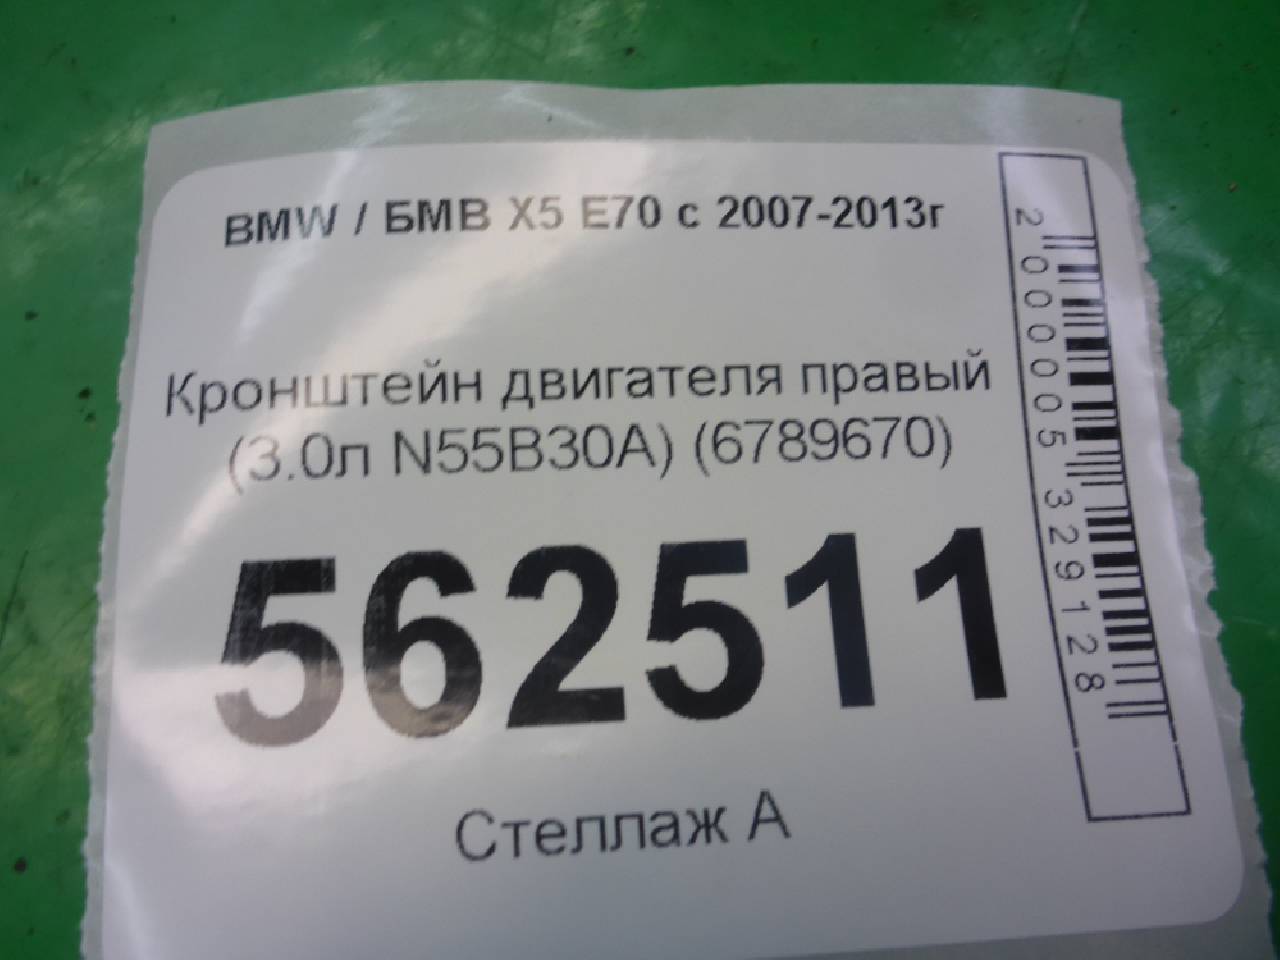 BMW / БМВ X5 E70 с 2007-2013г
Кронштейн двигателя правый
(3.0л N55B30A) (6789670)
562511
Стеллаж А
2000005329128